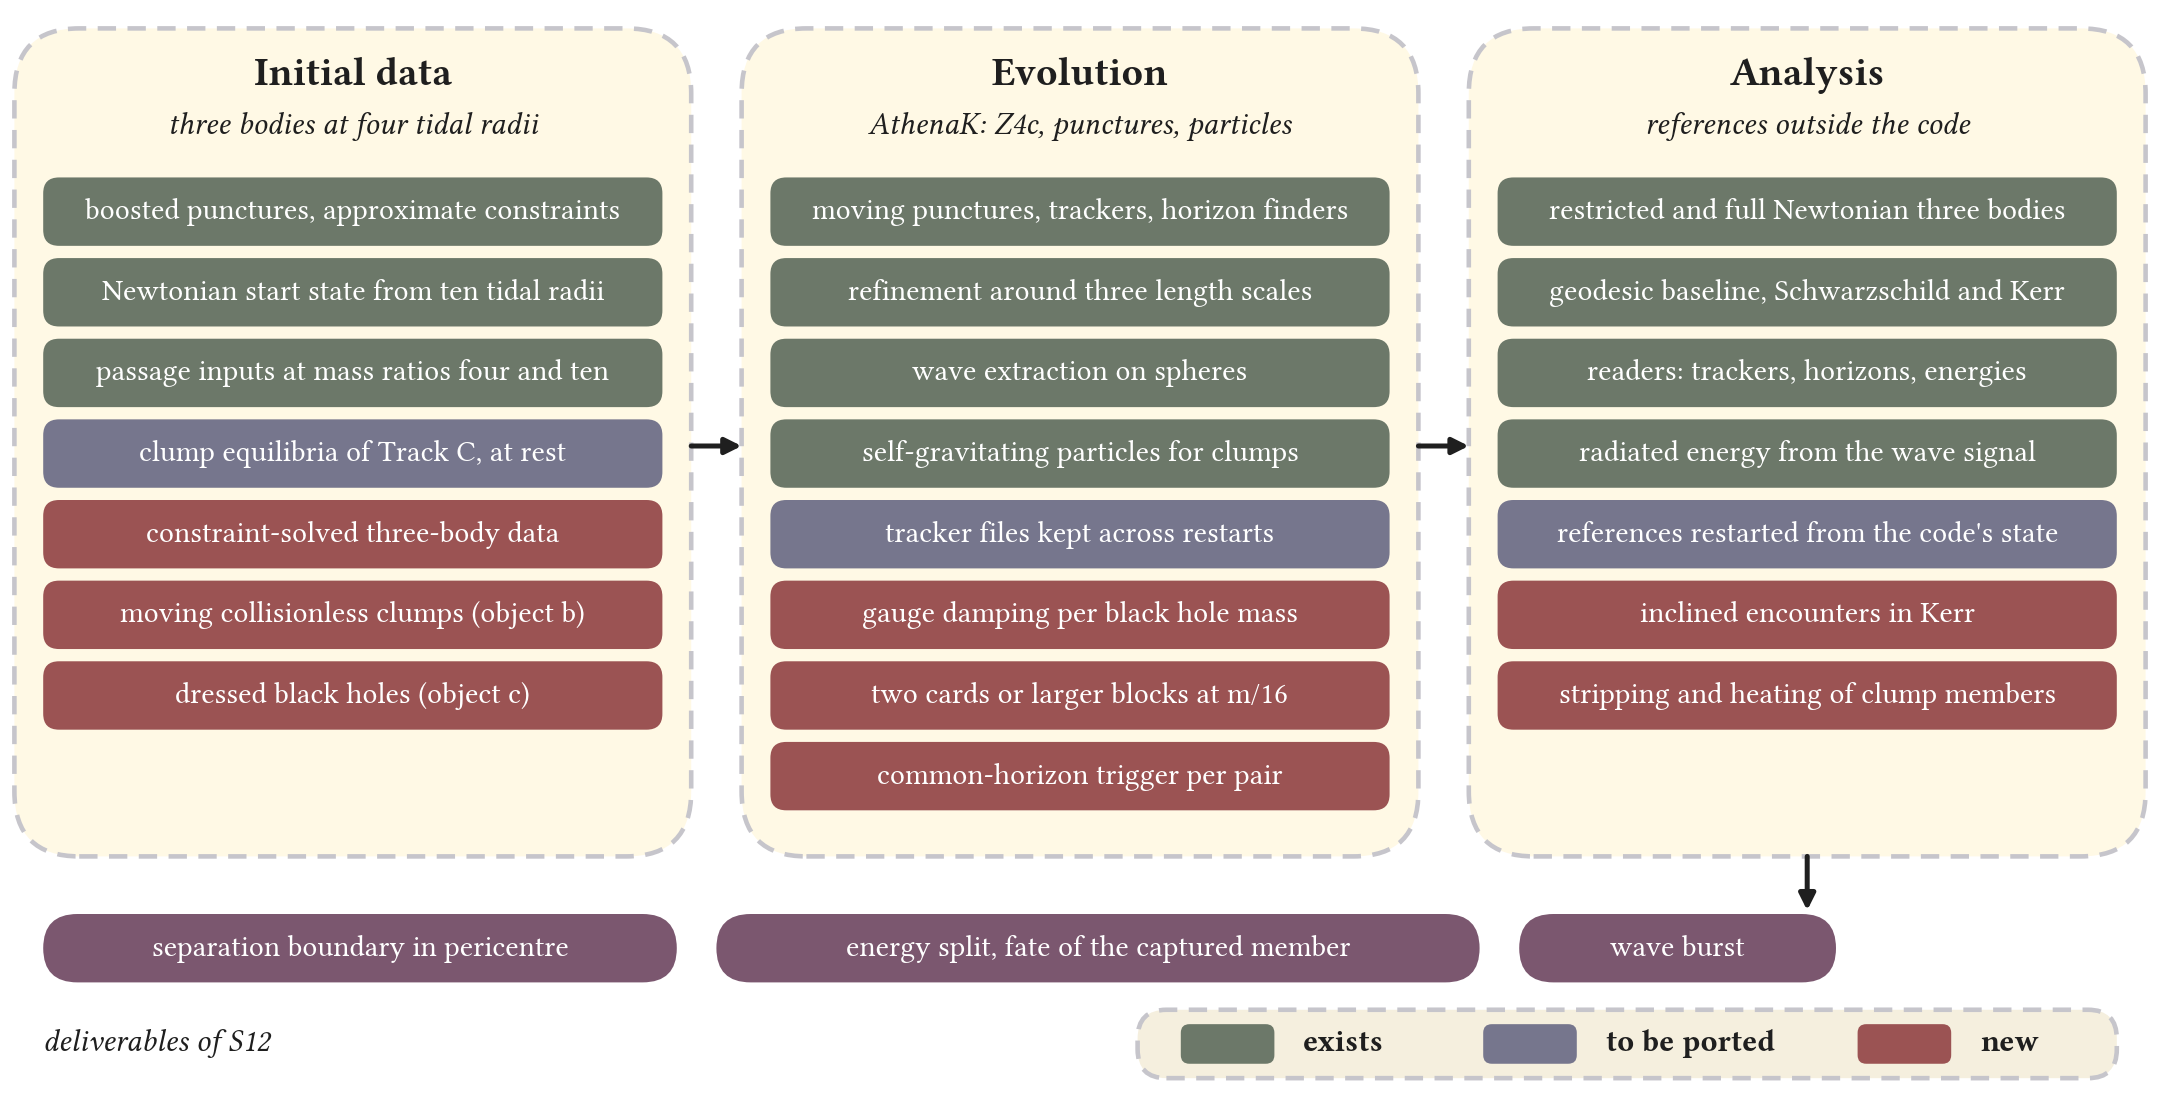 Initial data
three bodies at four tidal radii
boosted punctures, approximate constraints
Newtonian start state from ten tidal radii
passage inputs at mass ratios four and ten
clump equilibria of Track C, at rest
constraint-solved three-body data
moving collisionless clumps (object b)
dressed black holes (object c)
Evolution
AthenaK: Z4c, punctures, particles
moving punctures, trackers, horizon finders
refinement around three length scales
wave extraction on spheres
self-gravitating particles for clumps
tracker files kept across restarts
gauge damping per black hole mass
two cards or larger blocks at m/16
common-horizon trigger per pair
Analysis
references outside the code
restricted and full Newtonian three bodies
geodesic baseline, Schwarzschild and Kerr
readers: trackers, horizons, energies
radiated energy from the wave signal
references restarted from the code's state
inclined encounters in Kerr
stripping and heating of clump members
separation boundary in pericentre
energy split, fate of the captured member
wave burst
deliverables of S12
exists
to be ported
new